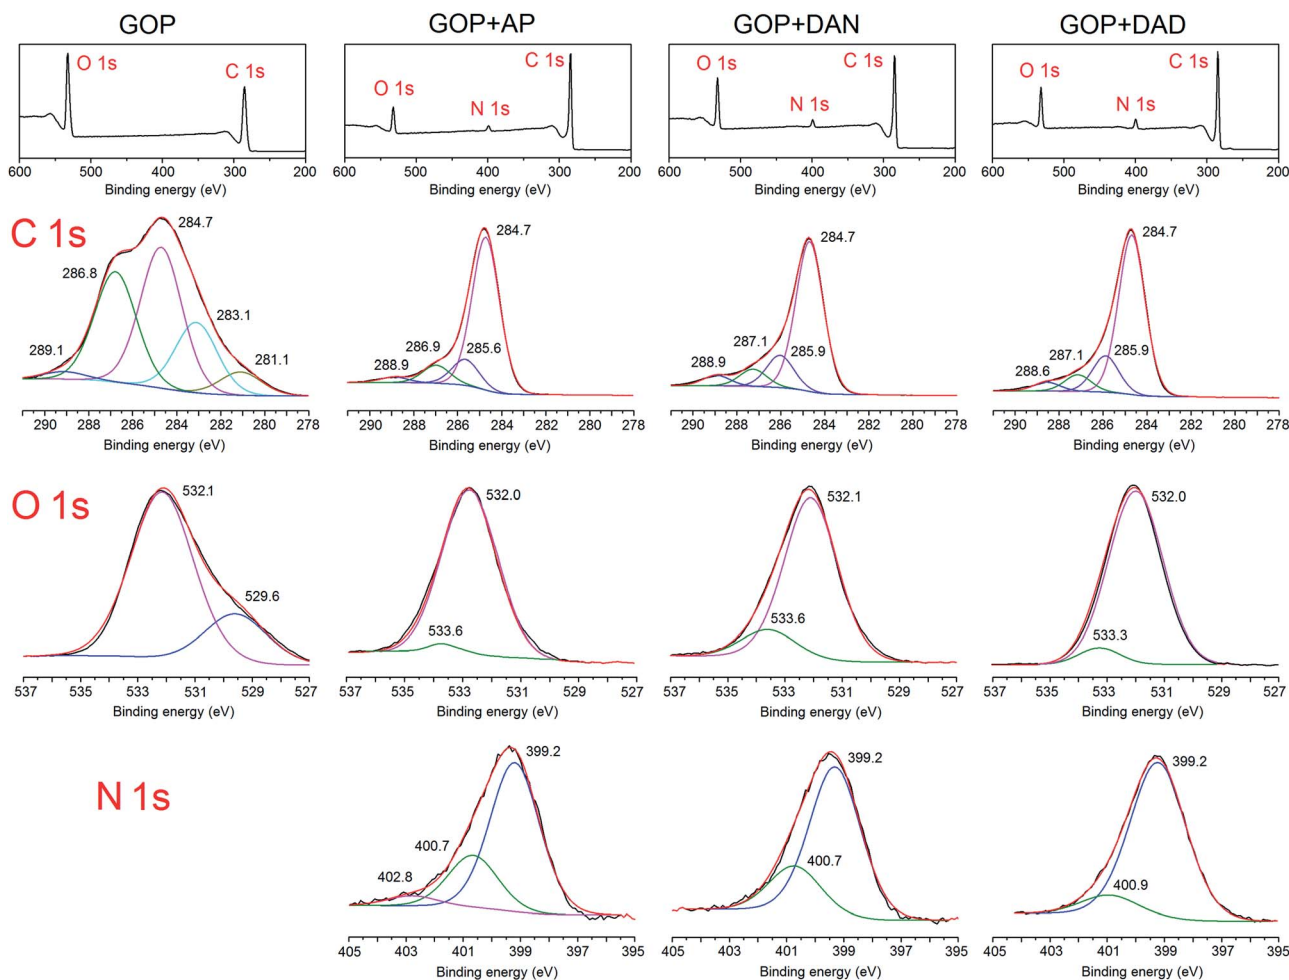 GOP GOP+AP GOP+DAN GOP+DAD
O 1s C 1s O 1s N 1s C 1s O 1s N 1s C 1s O 1s N 1s C 1s
600 500 400 300 200 600 500 400 300 200 600 500 400 300 200 600 500 400 300 200
Binding energy (eV) Binding energy (eV) Binding energy (eV) Binding energy (eV)
C 1s
289.1 286.8 284.7 283.1 281.1
288.9 286.9 285.6 284.7
288.9 287.1 285.9 284.7
288.6 287.1 285.9 284.7
290 288 286 284 282 280 278 290 288 286 284 282 280 278 290 288 286 284 282 280 278 290 288 286 284 282 280 278
Binding energy (eV) Binding energy (eV) Binding energy (eV) Binding energy (eV)
O 1s
532.1 529.6
532.0 533.6
532.1 533.6
532.0 533.3
537 535 533 531 529 527 537 535 533 531 529 527 537 535 533 531 529 527 537 535 533 531 529 527
Binding energy (eV) Binding energy (eV) Binding energy (eV) Binding energy (eV)
N 1s
402.8 400.7 399.2
400.7 399.2
400.9 399.2
405 403 401 399 397 395 405 403 401 399 397 395 405 403 401 399 397 395
Binding energy (eV) Binding energy (eV) Binding energy (eV)